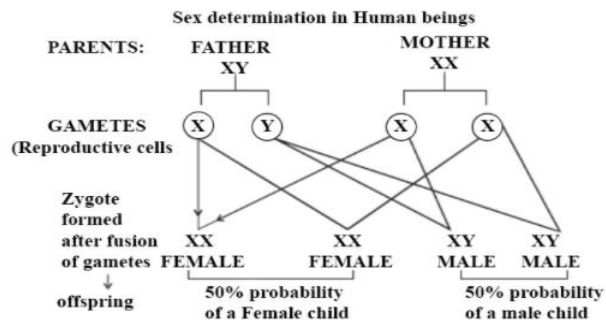 Sex determination in Human beings
PARENTS: FATHER MOTHER
XY XX
GAMETES X Y X X
(Reproductive cells
Zygote
formed
after fusion XX XX XY XY
of gametes FEMALE FEMALE MALE MALE
offspring 50% probability 50% probability
of a Female child of a male child